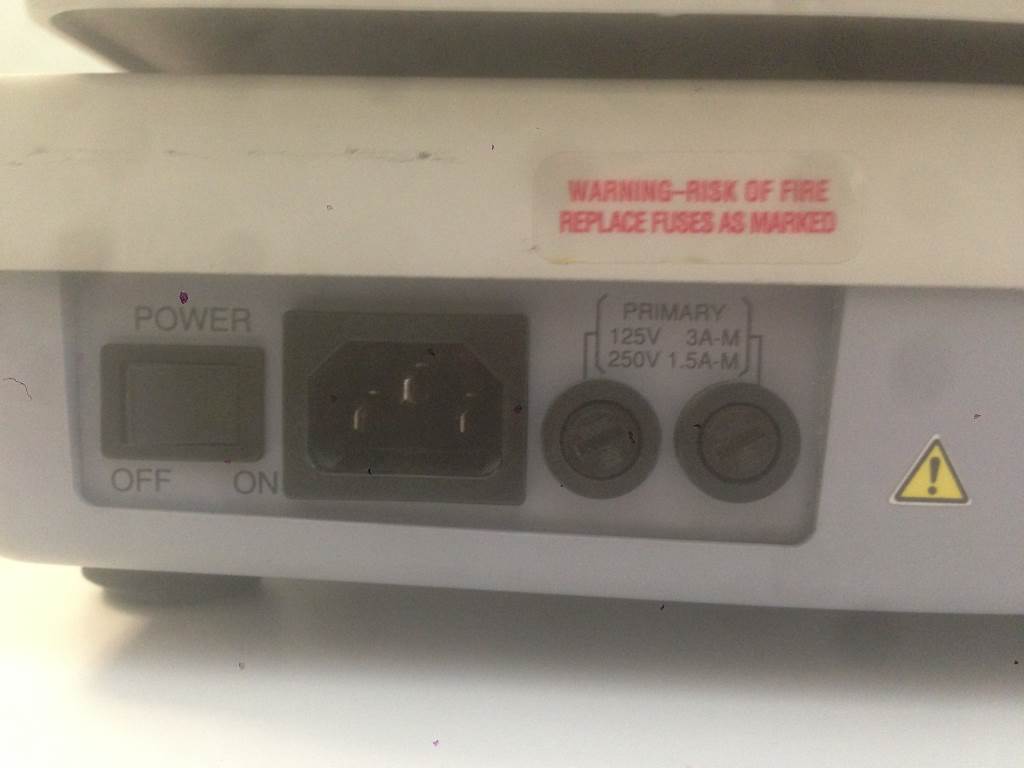 WARNING–RISK OF FIRE
REPLACE FUSES AS MARKED
POWER
OFF ON
PRIMARY
125V 3A-M
250V 1.5A-M